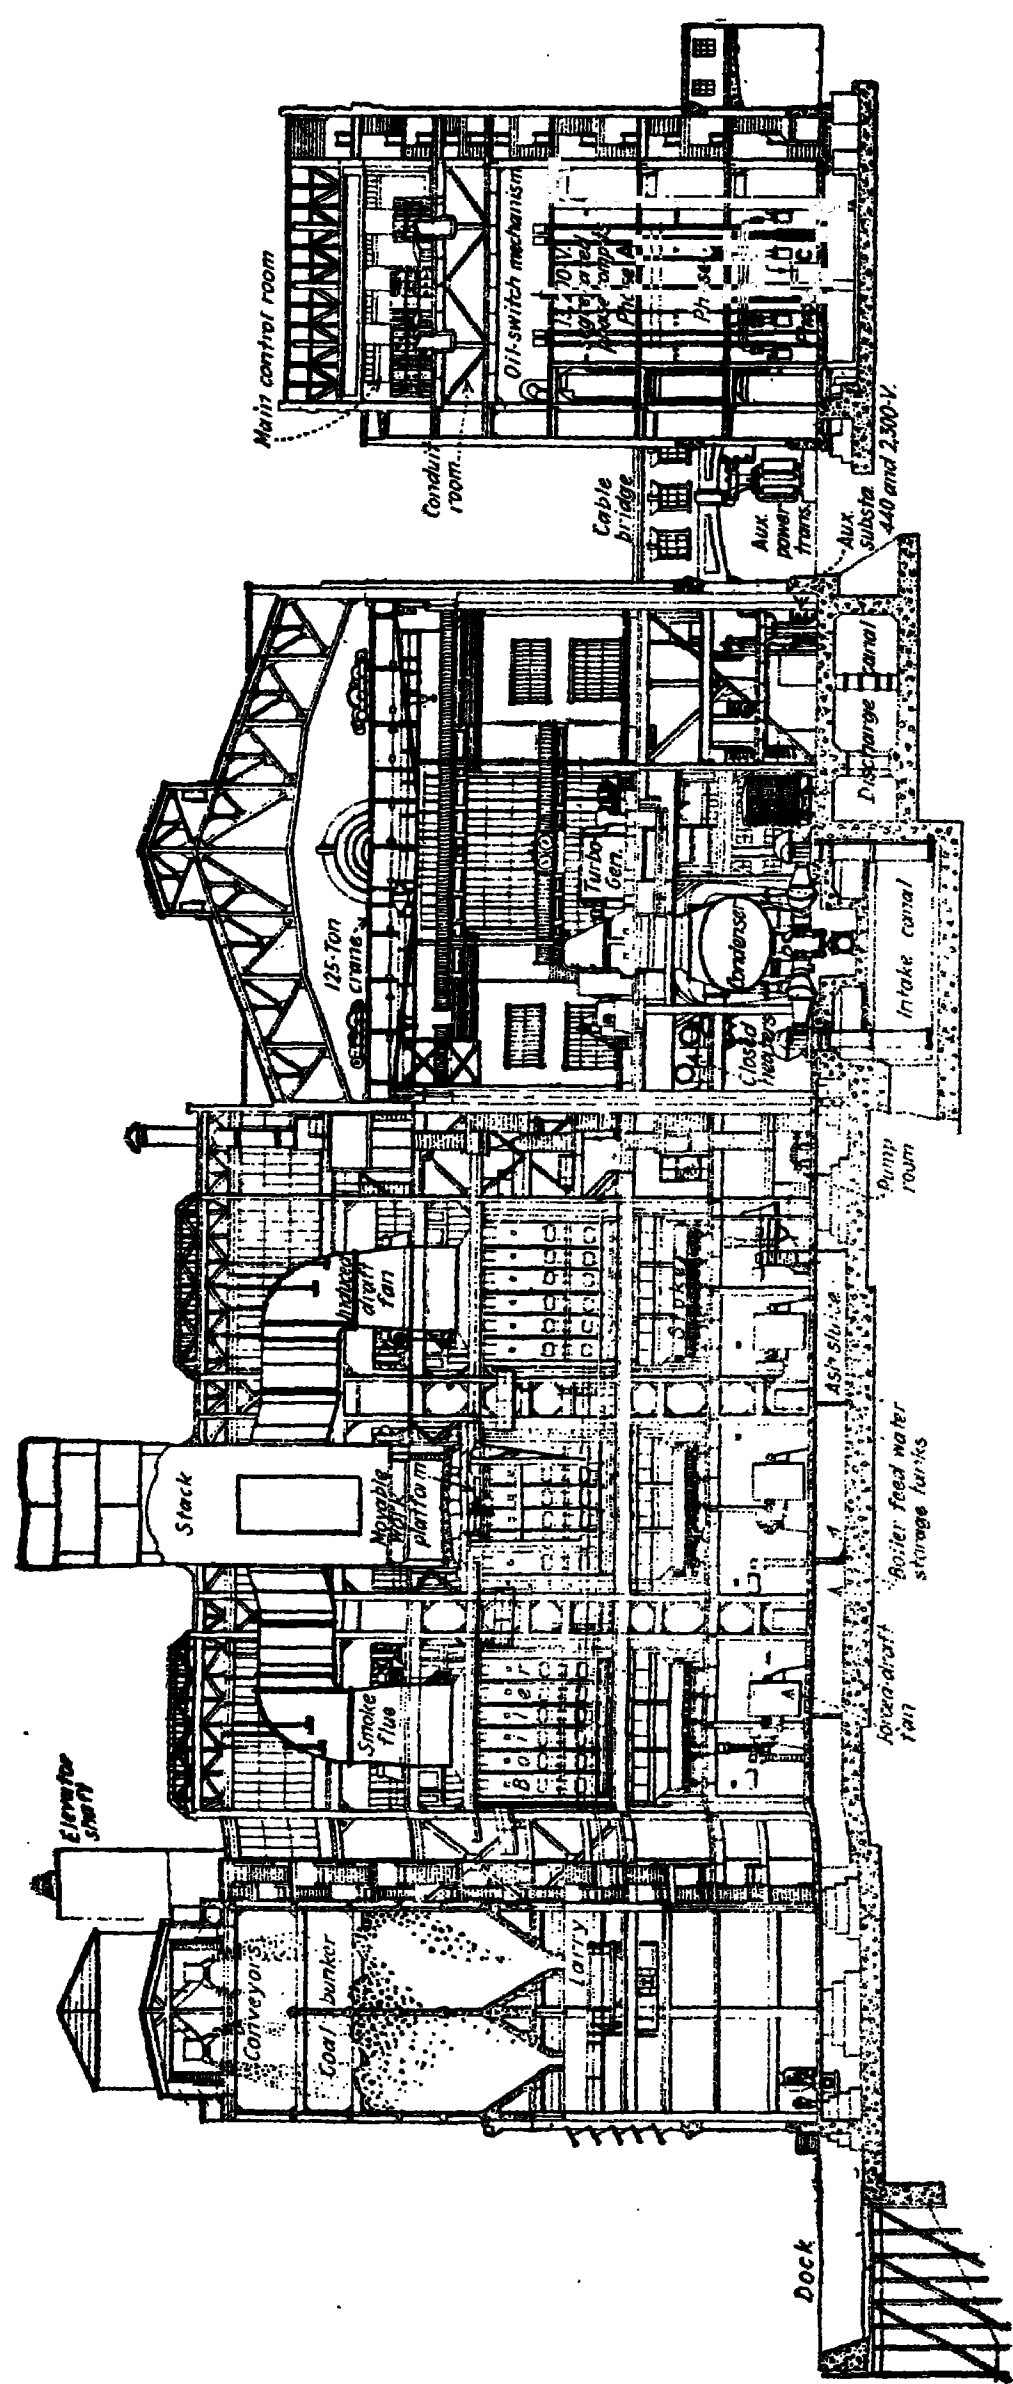 Elevator
shaft
Conveyors
Coal bunker
Larry
Dock
Stack
Smoke
flue
Movable
work
platform
Induced
draft
fan
Boiler
Stoker
A
A
A
Ash sluice
Forced draft
fan
Boiler feed water
storage tanks
Pump
room
125-Ton
crane
Turbo-
Gen.
Condenser
Closed
heaters
Intake canal
Discharge canal
Main control room
Conduit
room
Cable
bridge
Aux.
power
trans.
Aux.
substa.
440 and 2,300-V.
Oil-switch mechanism
Phase A
C